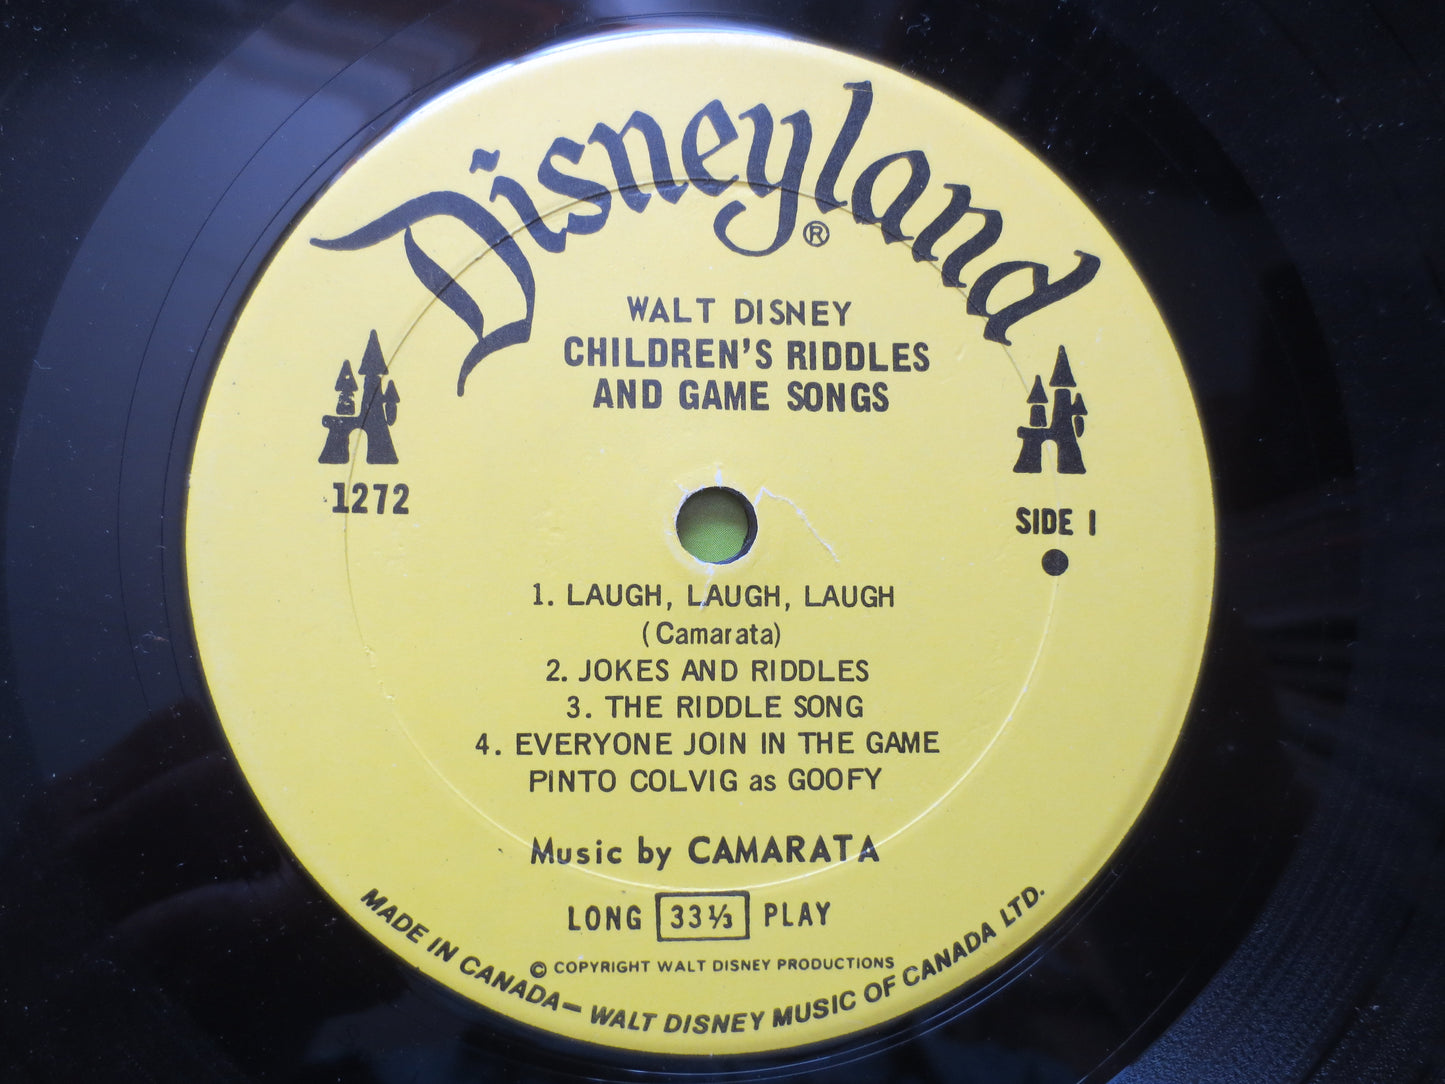 Disneyland®
WALT DISNEY
CHILDREN'S RIDDLES
AND GAME SONGS
1272
SIDE 1
1. LAUGH, LAUGH, LAUGH
(Camarata)
2. JOKES AND RIDDLES
3. THE RIDDLE SONG
4. EVERYONE JOIN IN THE GAME
PINTO COLVIG as GOOFY
Music by CAMARATA
LONG 33⅓ PLAY
© COPYRIGHT WALT DISNEY PRODUCTIONS
MADE IN CANADA — WALT DISNEY MUSIC OF CANADA LTD.